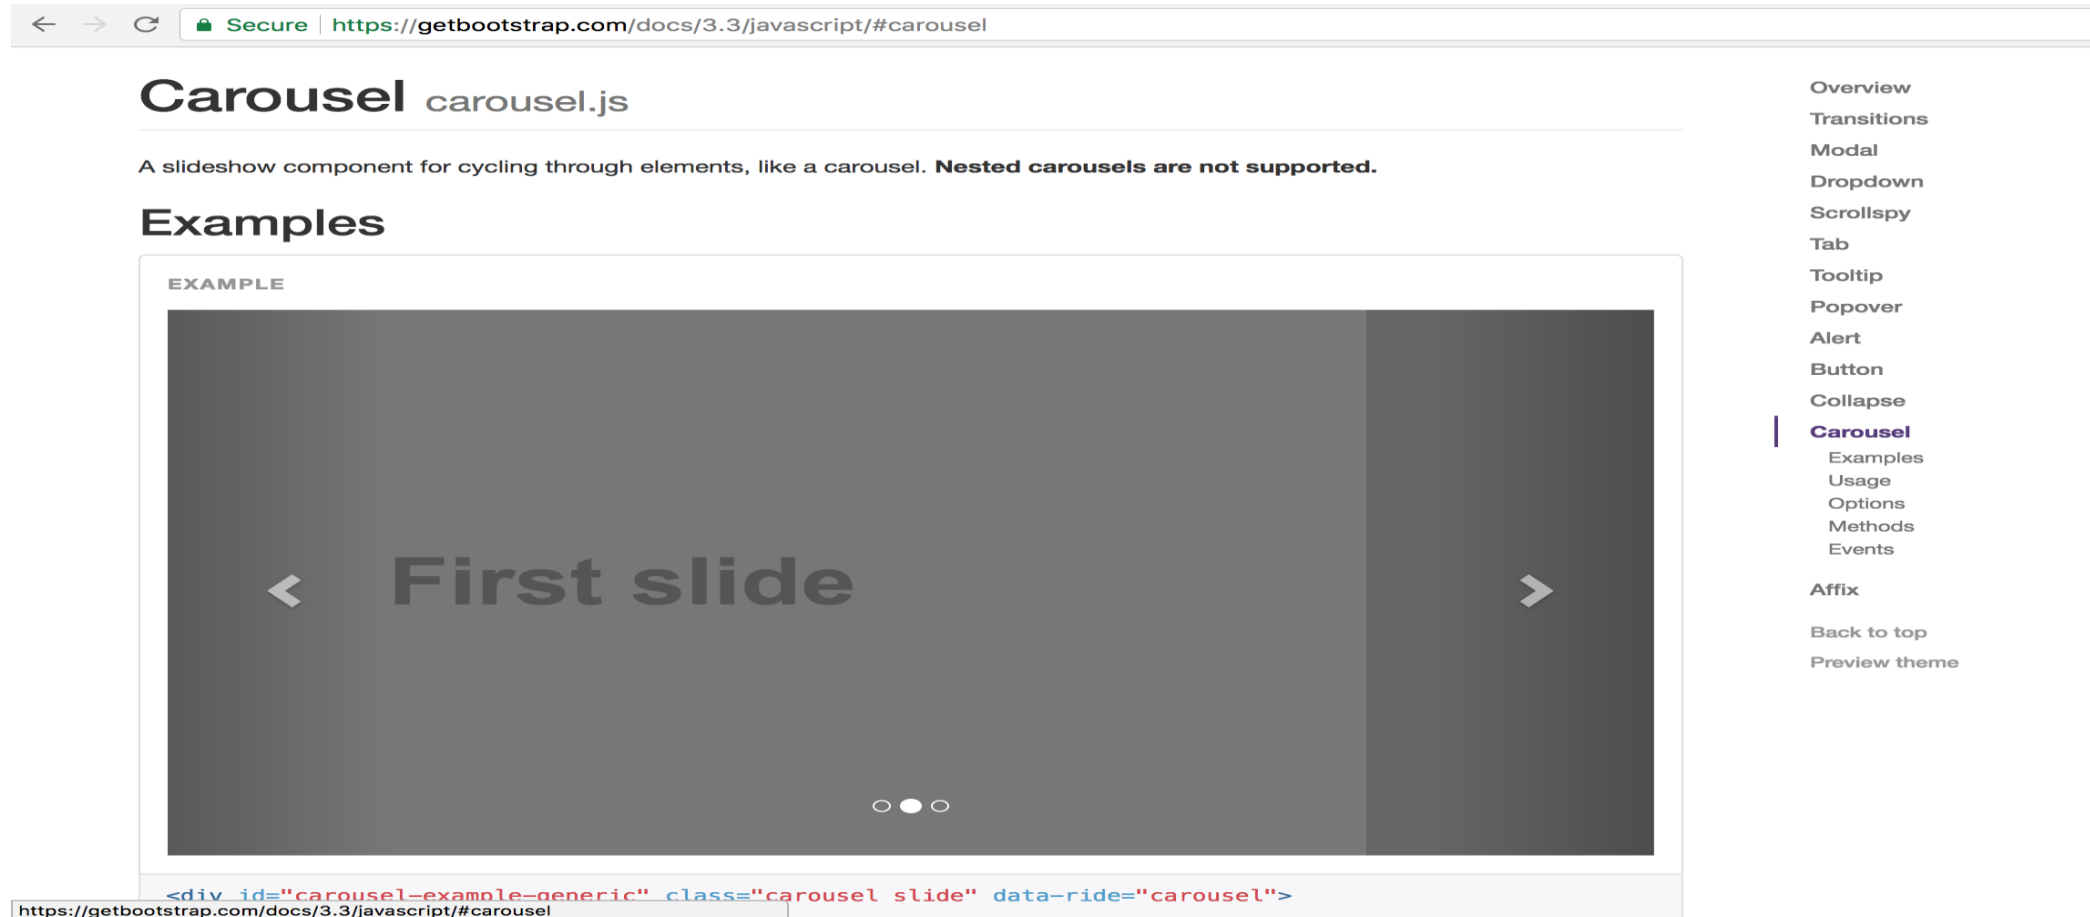 Secure https://getbootstrap.com/docs/3.3/javascript/#carousel
Carousel carousel.js
A slideshow component for cycling through elements, like a carousel. Nested carousels are not supported.
Examples
EXAMPLE
First slide
<div id="carousel-example-generic" class="carousel slide" data-ride="carousel">
https://getbootstrap.com/docs/3.3/javascript/#carousel
Overview
Transitions
Modal
Dropdown
Scrollspy
Tab
Tooltip
Popover
Alert
Button
Collapse
Carousel
Examples
Usage
Options
Methods
Events
Affix
Back to top
Preview theme